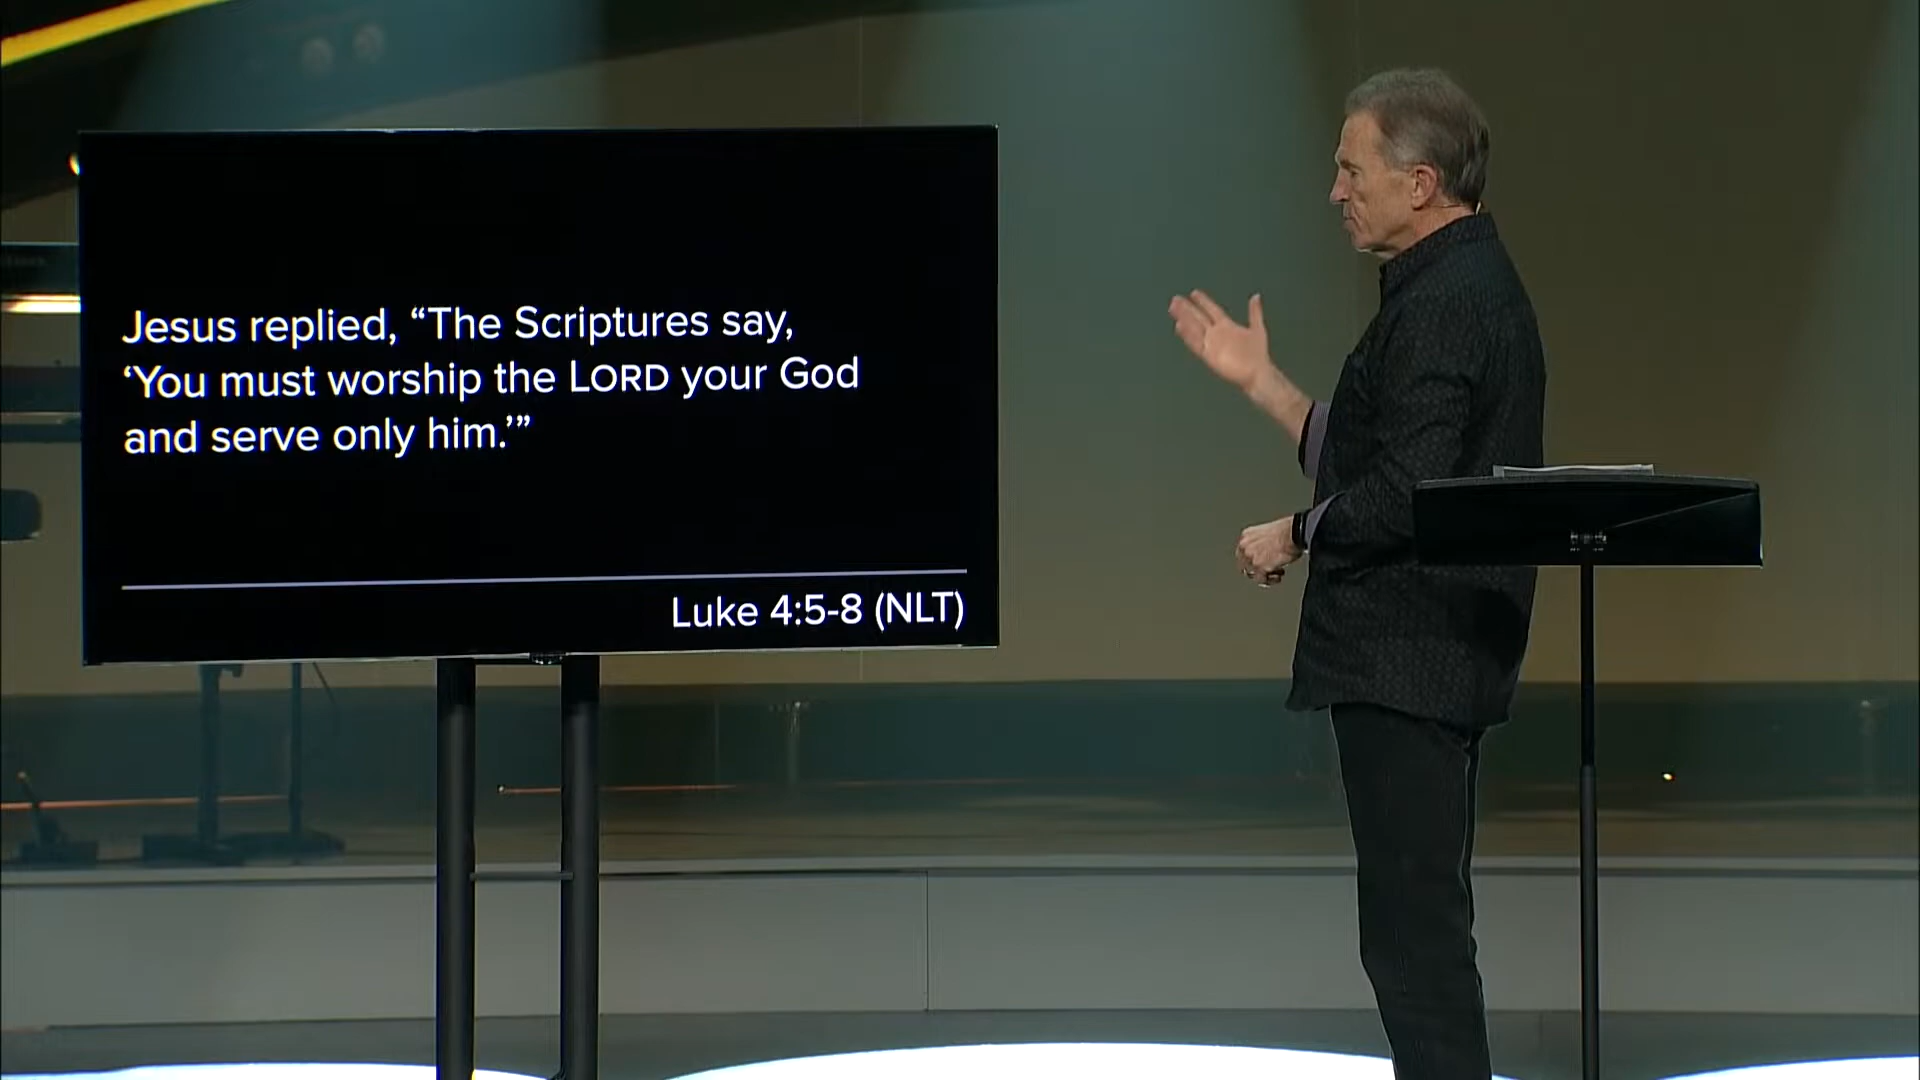 Jesus replied, “The Scriptures say,
‘You must worship the LORD your God
and serve only him.’”
Luke 4:5-8 (NLT)